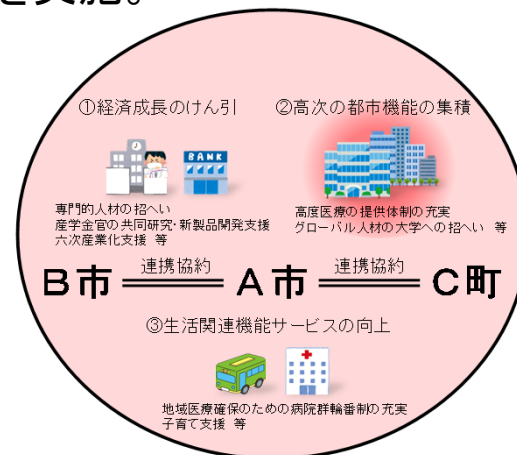 を実施。
①経済成長のけん引 ②高次の都市機能の集積
BANK
専門的人材の招へい
産学金官の共同研究・新製品開発支援
六次産業化支援 等
高度医療の提供体制の充実
グローバル人材の大学への招へい 等
B市 連携協約 A市 連携協約 C町
③生活関連機能サービスの向上
地域医療確保のための病院群輪番制の充実
子育て支援 等